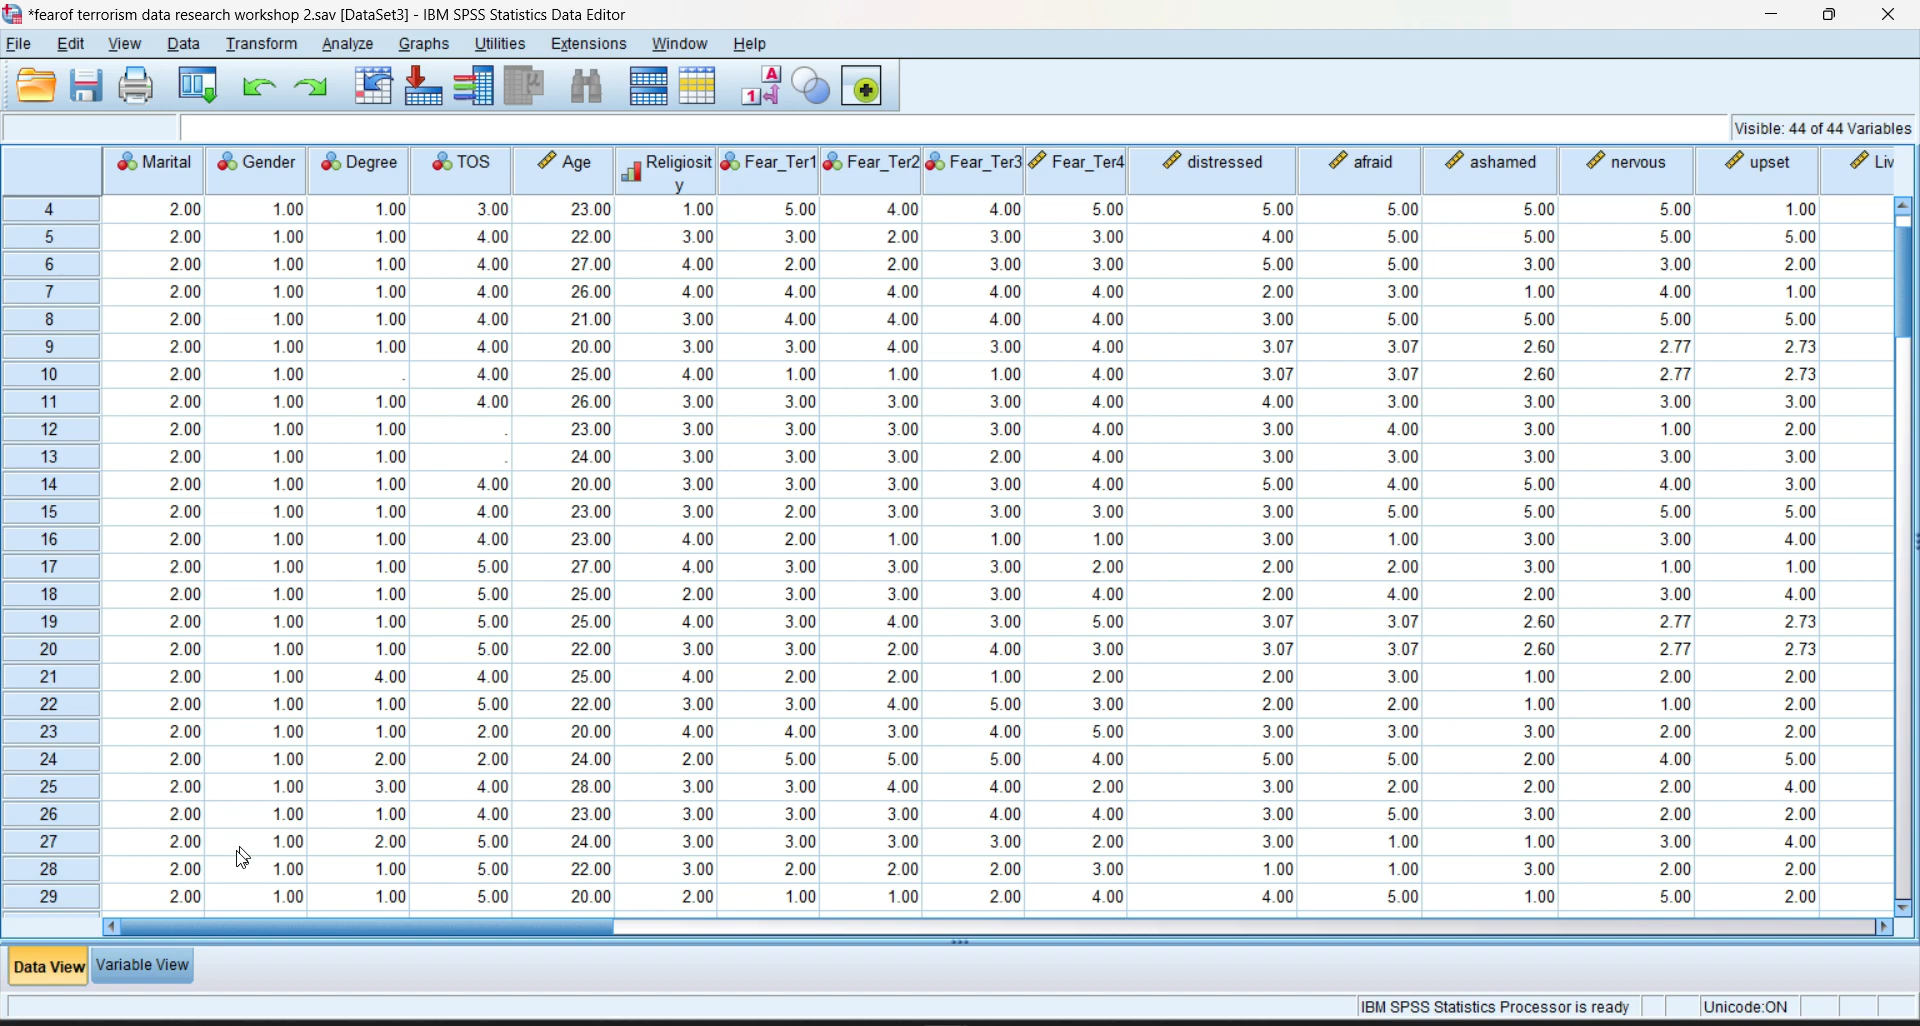 *fearof terrorism data research workshop 2.sav [DataSet3] - IBM SPSS Statistics Data Editor
File Edit View Data Transform Analyze Graphs Utilities Extensions Window Help
Visible: 44 of 44 Variables
Marital Gender Degree TOS Age Religiosit Fear_Ter1 Fear_Ter2 Fear_Ter3 Fear_Ter4 distressed afraid ashamed nervous upset Liv
y
4 2.00 1.00 1.00 3.00 23.00 1.00 5.00 4.00 4.00 5.00 5.00 5.00 5.00 5.00 1.00
5 2.00 1.00 1.00 4.00 22.00 3.00 3.00 2.00 3.00 3.00 4.00 5.00 5.00 5.00 5.00
6 2.00 1.00 1.00 4.00 27.00 4.00 2.00 2.00 3.00 3.00 5.00 5.00 3.00 3.00 2.00
7 2.00 1.00 1.00 4.00 26.00 4.00 4.00 4.00 4.00 4.00 2.00 3.00 1.00 4.00 1.00
8 2.00 1.00 1.00 4.00 21.00 3.00 4.00 4.00 4.00 4.00 3.00 5.00 5.00 5.00 5.00
9 2.00 1.00 1.00 4.00 20.00 3.00 3.00 4.00 3.00 4.00 3.07 3.07 2.60 2.77 2.73
10 2.00 1.00 . 4.00 25.00 4.00 1.00 1.00 1.00 4.00 3.07 3.07 2.60 2.77 2.73
11 2.00 1.00 1.00 4.00 26.00 3.00 3.00 3.00 3.00 4.00 4.00 3.00 3.00 3.00 3.00
12 2.00 1.00 1.00 . 23.00 3.00 3.00 3.00 3.00 4.00 3.00 4.00 3.00 1.00 2.00
13 2.00 1.00 1.00 . 24.00 3.00 3.00 3.00 2.00 4.00 3.00 3.00 3.00 3.00 3.00
14 2.00 1.00 1.00 4.00 20.00 3.00 3.00 3.00 3.00 4.00 5.00 4.00 5.00 4.00 3.00
15 2.00 1.00 1.00 4.00 23.00 3.00 2.00 3.00 3.00 3.00 3.00 5.00 5.00 5.00 5.00
16 2.00 1.00 1.00 4.00 23.00 4.00 2.00 1.00 1.00 1.00 3.00 1.00 3.00 3.00 4.00
17 2.00 1.00 1.00 5.00 27.00 4.00 3.00 3.00 3.00 2.00 2.00 2.00 3.00 1.00 1.00
18 2.00 1.00 1.00 5.00 25.00 2.00 3.00 3.00 3.00 4.00 2.00 4.00 2.00 3.00 4.00
19 2.00 1.00 1.00 5.00 25.00 4.00 3.00 4.00 3.00 5.00 3.07 3.07 2.60 2.77 2.73
20 2.00 1.00 1.00 5.00 22.00 3.00 3.00 2.00 4.00 3.00 3.07 3.07 2.60 2.77 2.73
21 2.00 1.00 4.00 4.00 25.00 4.00 2.00 2.00 1.00 2.00 2.00 3.00 1.00 2.00 2.00
22 2.00 1.00 1.00 5.00 22.00 3.00 3.00 4.00 5.00 3.00 2.00 2.00 1.00 1.00 2.00
23 2.00 1.00 1.00 2.00 20.00 4.00 4.00 3.00 4.00 5.00 3.00 3.00 3.00 2.00 2.00
24 2.00 1.00 2.00 2.00 24.00 2.00 5.00 5.00 5.00 4.00 5.00 5.00 2.00 4.00 5.00
25 2.00 1.00 3.00 4.00 28.00 3.00 3.00 4.00 4.00 2.00 3.00 2.00 2.00 2.00 4.00
26 2.00 1.00 1.00 4.00 23.00 3.00 3.00 3.00 4.00 4.00 3.00 5.00 3.00 2.00 2.00
27 2.00 1.00 2.00 5.00 24.00 3.00 3.00 3.00 3.00 2.00 3.00 1.00 1.00 3.00 4.00
28 2.00 1.00 1.00 5.00 22.00 3.00 2.00 2.00 2.00 3.00 1.00 1.00 3.00 2.00 2.00
29 2.00 1.00 1.00 5.00 20.00 2.00 1.00 1.00 2.00 4.00 4.00 5.00 1.00 5.00 2.00
Data View Variable View
IBM SPSS Statistics Processor is ready Unicode:ON